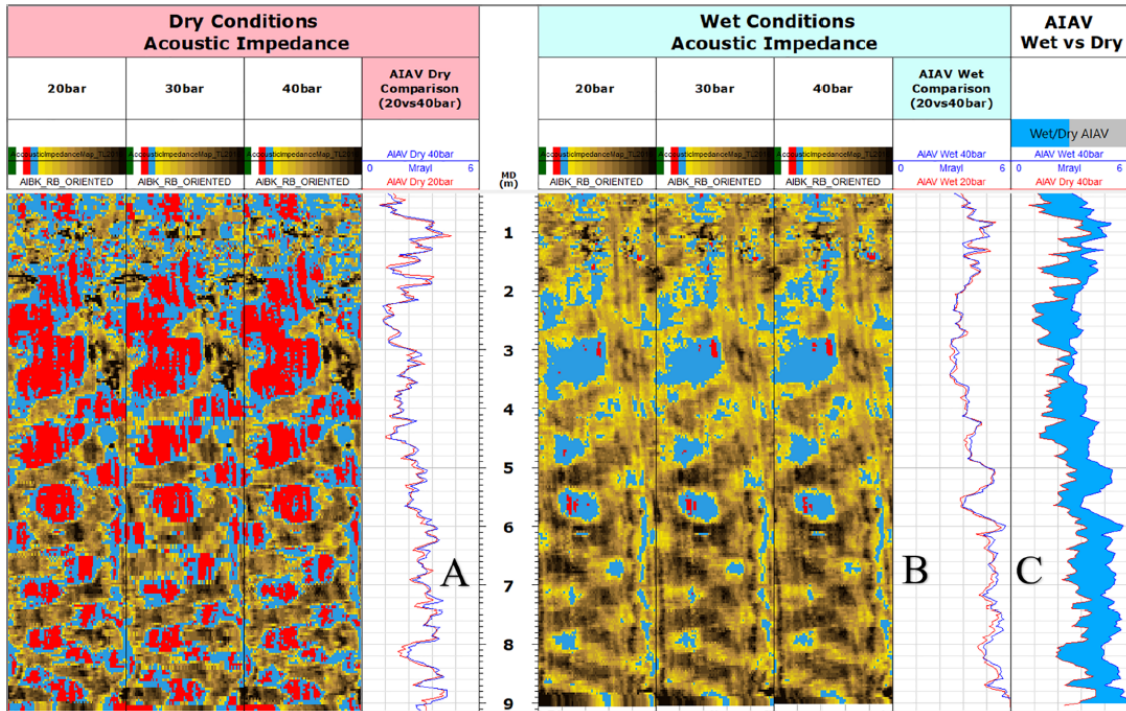 Dry Conditions
Acoustic Impedance
Wet Conditions
Acoustic Impedance
AIAV
Wet vs Dry
20bar
30bar
40bar
AIAV Dry
Comparison
(20vs40bar)
20bar
30bar
40bar
AIAV Wet
Comparison
(20vs40bar)
Wet/Dry AIAV
AIAV Dry 40bar
0 Mrayl 6
AIAV Dry 20bar
AIBK_RB_ORIENTED
AIBK_RB_ORIENTED
AIBK_RB_ORIENTED
MD
(m)
AIBK_RB_ORIENTED
AIBK_RB_ORIENTED
AIBK_RB_ORIENTED
AIAV Wet 40bar
0 Mrayl 6
AIAV Wet 20bar
AIAV Wet 40bar
0 Mrayl 6
AIAV Dry 40bar
1
2
3
4
5
6
7
8
9
A
B
C